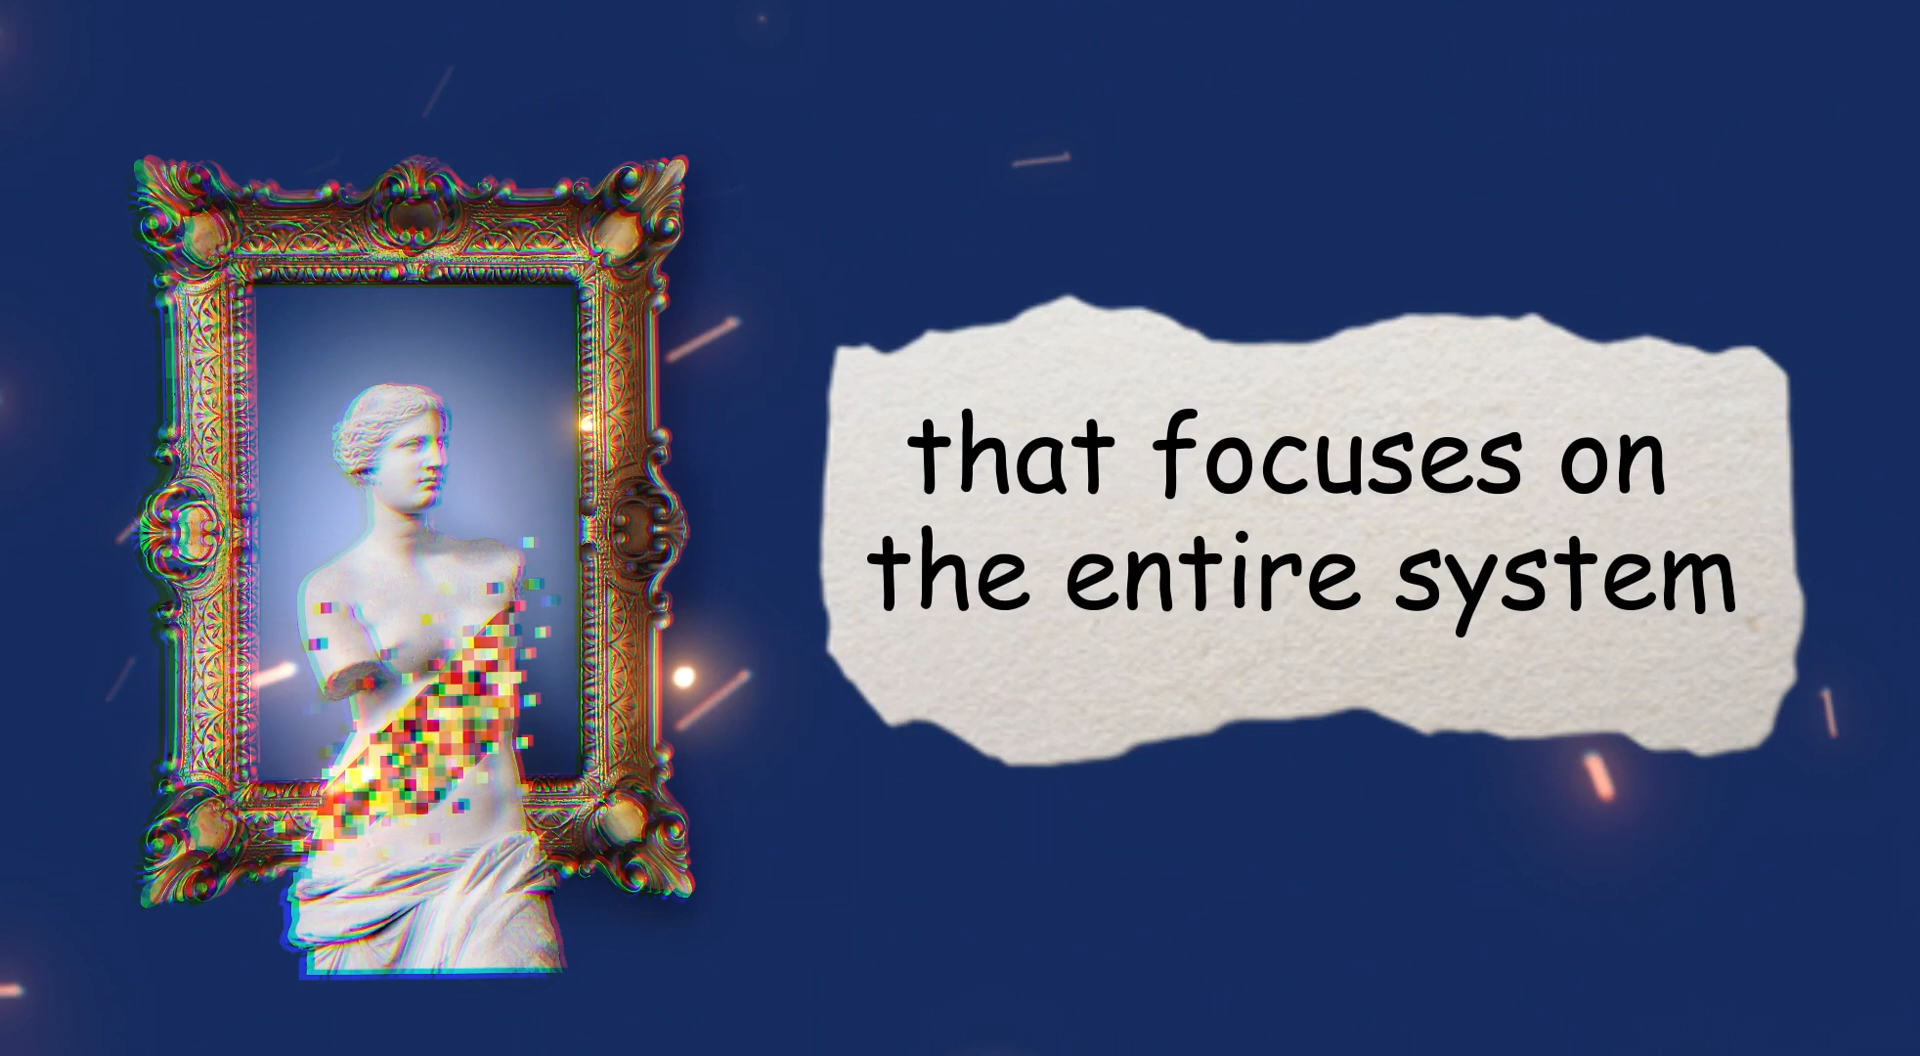 that focuses on
the entire system